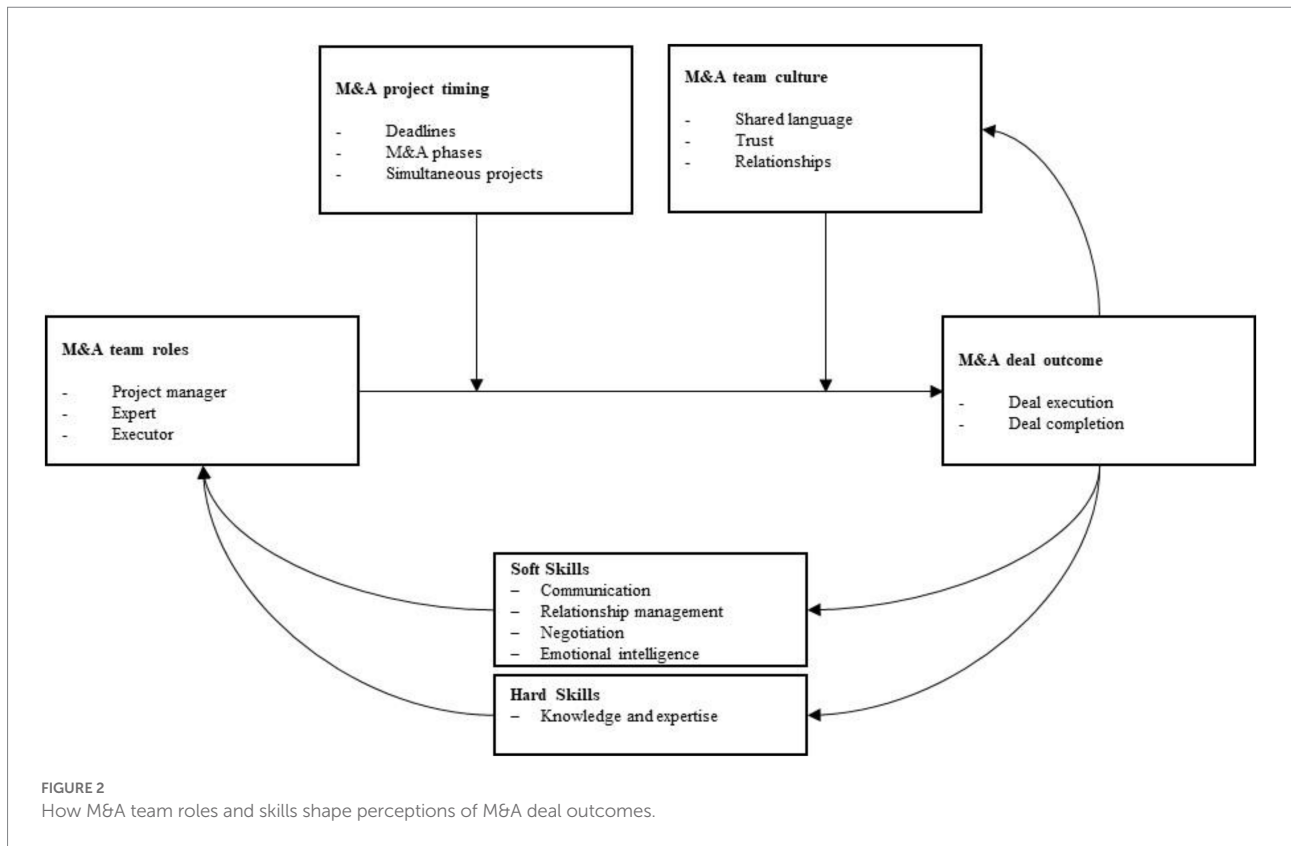 M&A project timing
- Deadlines
- M&A phases
- Simultaneous projects
M&A team culture
- Shared language
- Trust
- Relationships
M&A team roles
- Project manager
- Expert
- Executor
M&A deal outcome
- Deal execution
- Deal completion
Soft Skills
– Communication
– Relationship management
– Negotiation
– Emotional intelligence
Hard Skills
– Knowledge and expertise
FIGURE 2
How M&A team roles and skills shape perceptions of M&A deal outcomes.